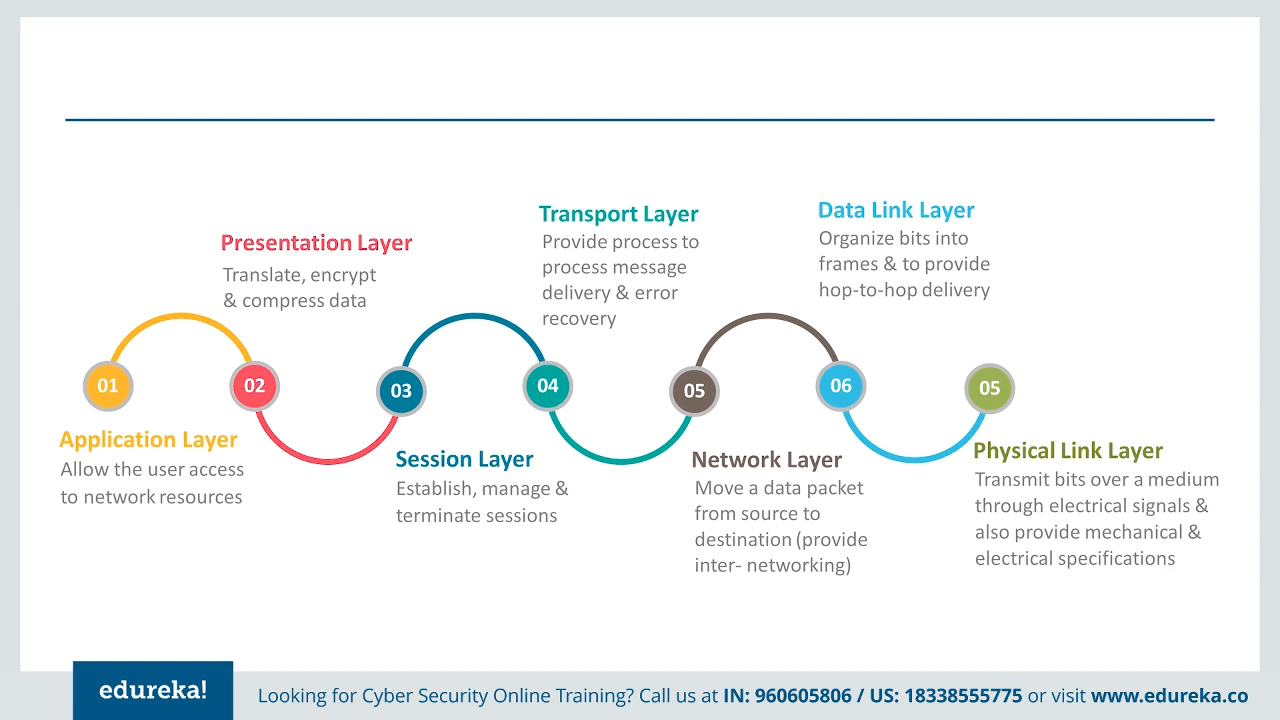 01
Application Layer
Allow the user access
to network resources
02
Presentation Layer
Translate, encrypt
& compress data
03
Session Layer
Establish, manage &
terminate sessions
04
Transport Layer
Provide process to
process message
delivery & error
recovery
05
Network Layer
Move a data packet
from source to
destination (provide
inter- networking)
06
Data Link Layer
Organize bits into
frames & to provide
hop-to-hop delivery
05
Physical Link Layer
Transmit bits over a medium
through electrical signals &
also provide mechanical &
electrical specifications
edureka!
Looking for Cyber Security Online Training? Call us at IN: 960605806 / US: 18338555775 or visit www.edureka.co